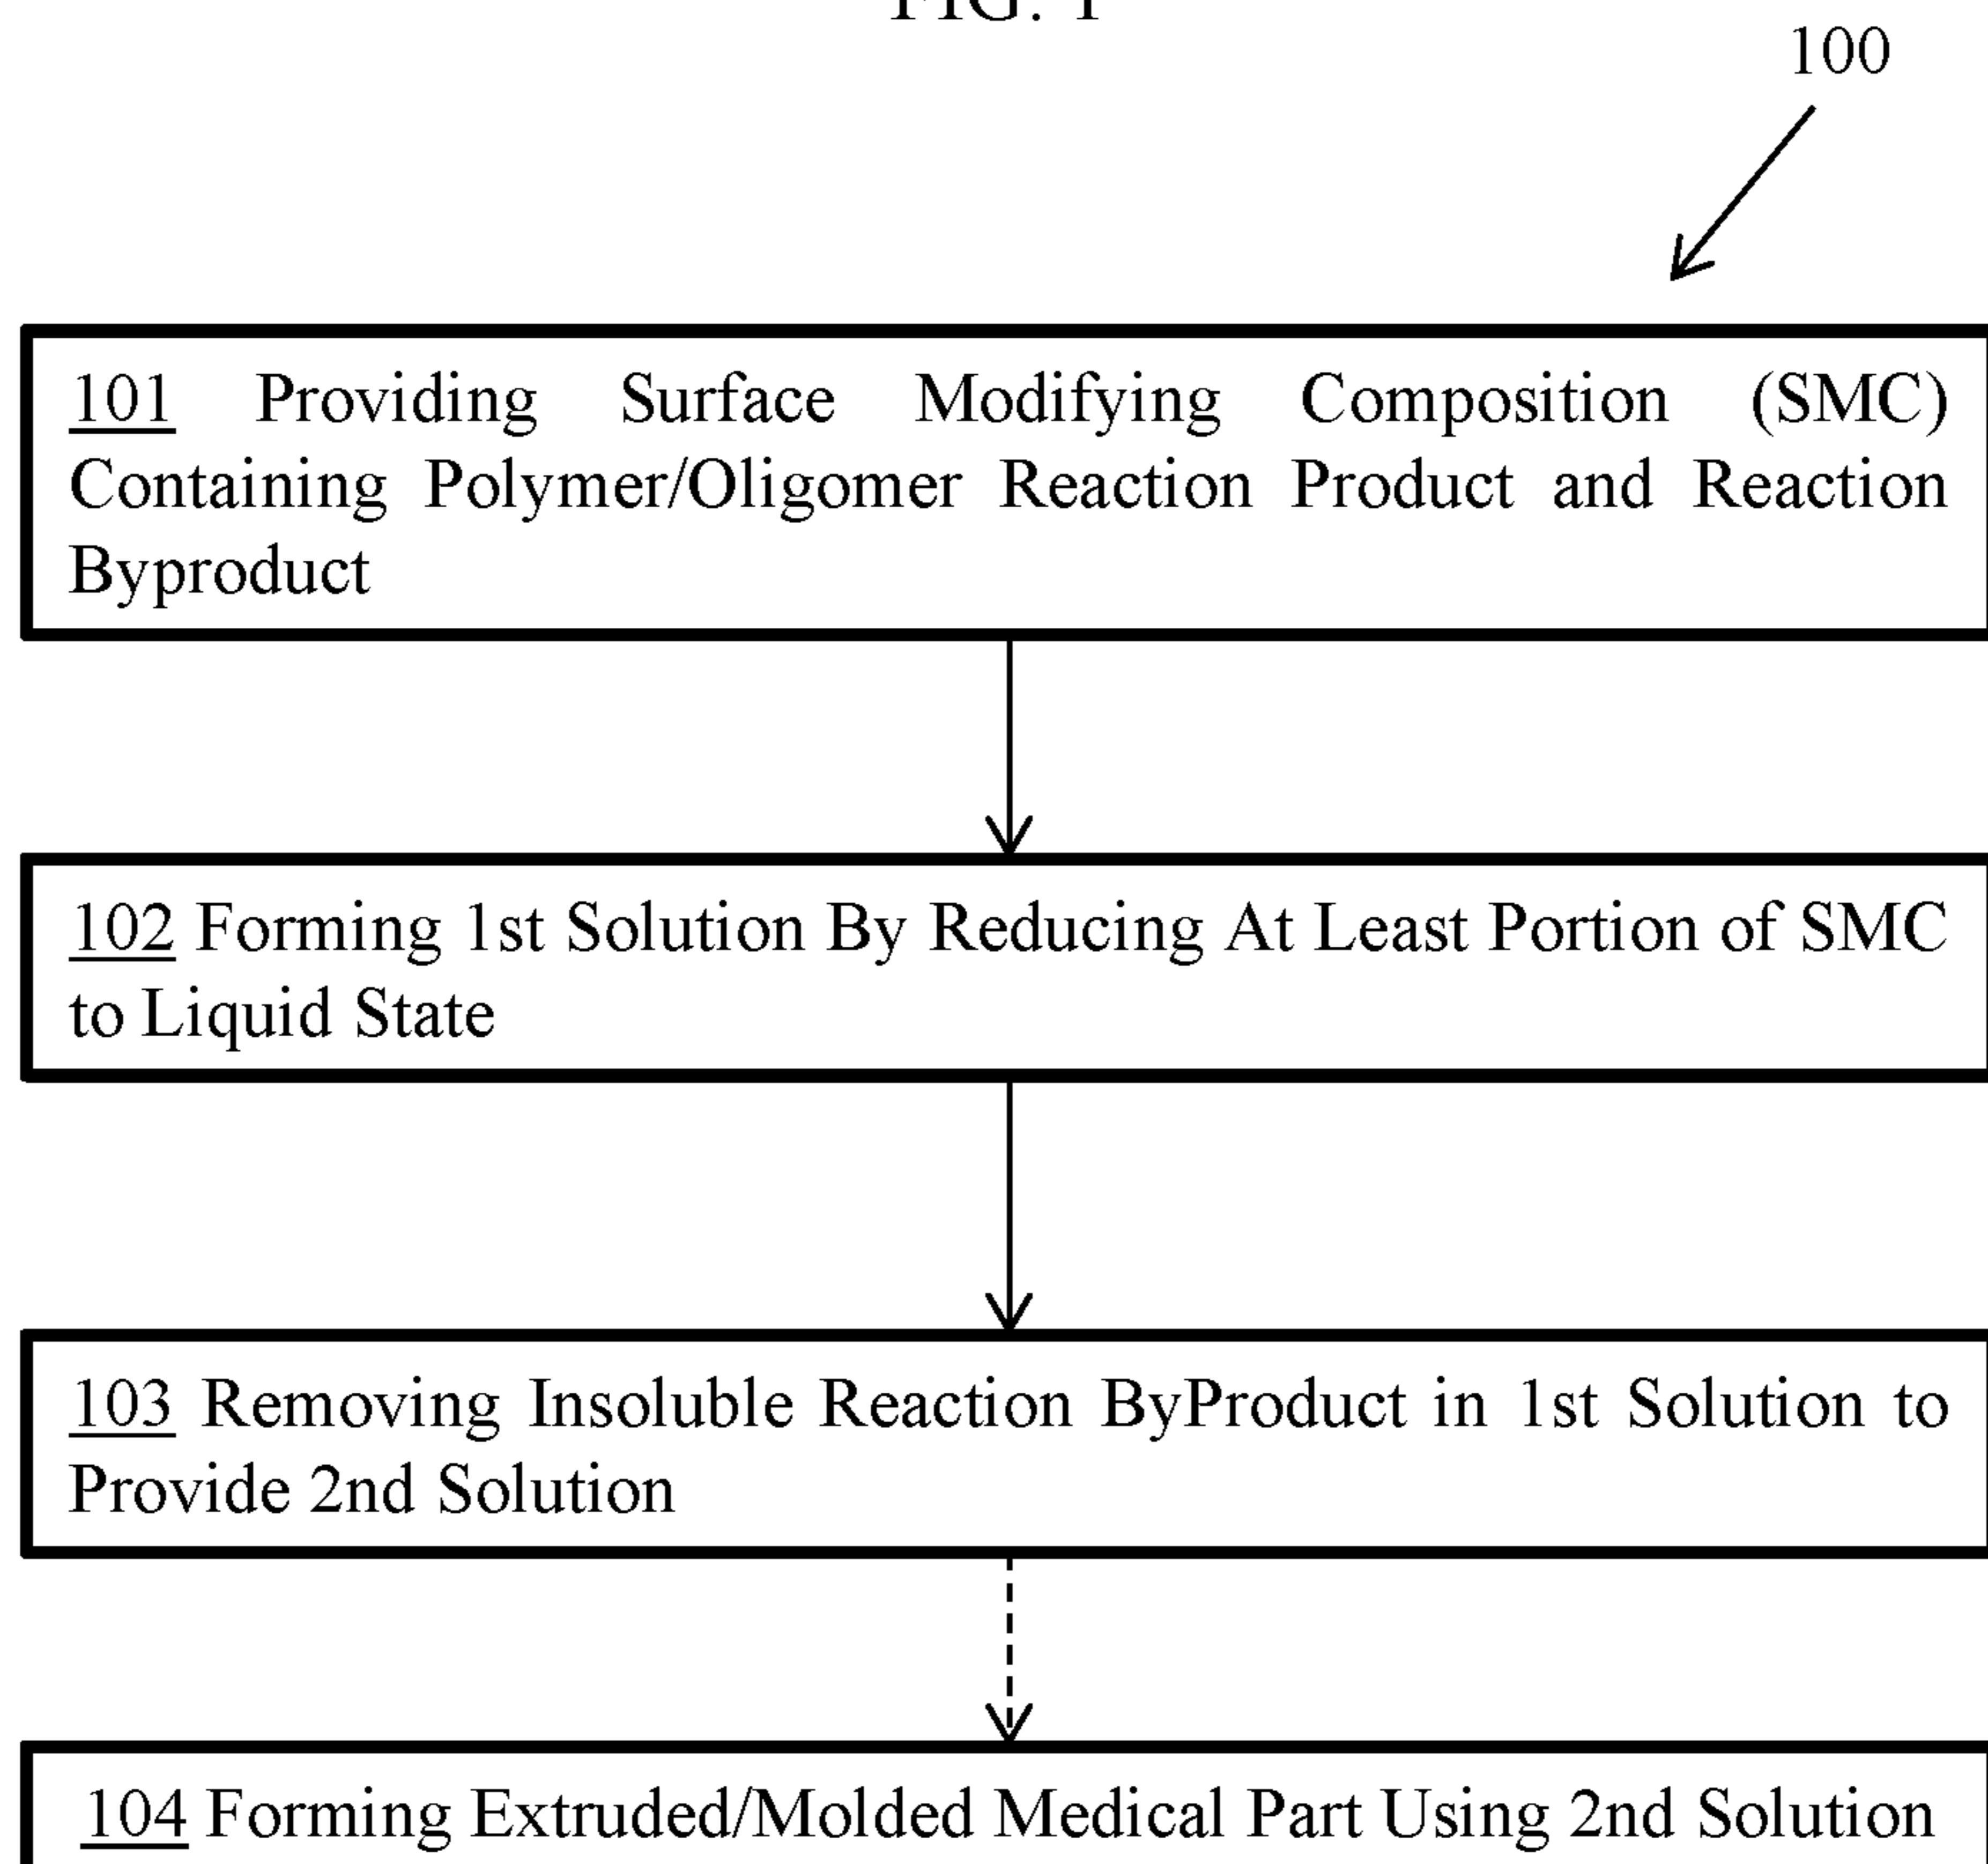 FIG. 1
100
101 Providing Surface Modifying Composition (SMC)
Containing Polymer/Oligomer Reaction Product and Reaction
Byproduct
102 Forming 1st Solution By Reducing At Least Portion of SMC
to Liquid State
103 Removing Insoluble Reaction ByProduct in 1st Solution to
Provide 2nd Solution
104 Forming Extruded/Molded Medical Part Using 2nd Solution